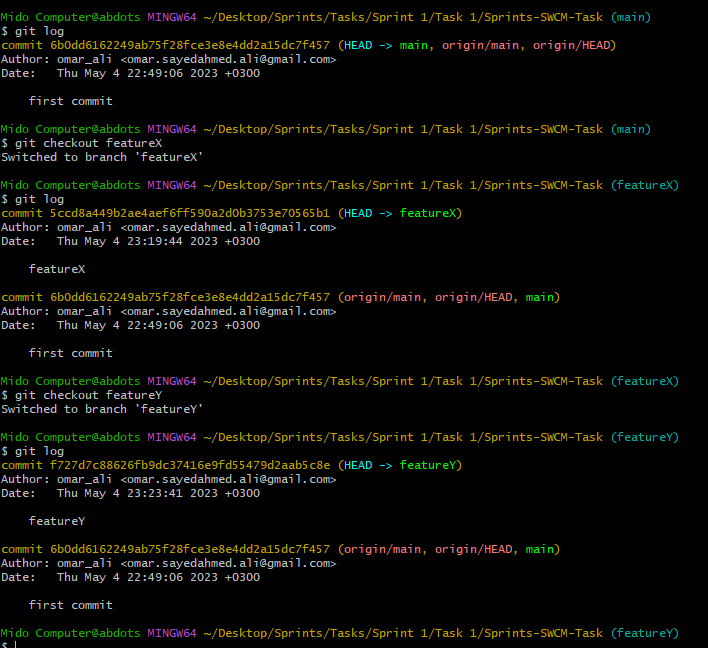 Mido Computer@abdots MINGW64 ~/Desktop/Sprints/Tasks/Sprint 1/Task 1/Sprints-SWCM-Task (main)
$ git log
commit 6b0dd6162249ab75f28fce3e8e4dd2a15dc7f457 (HEAD -> main, origin/main, origin/HEAD)
Author: omar_ali <omar.sayedahmed.ali@gmail.com>
Date:   Thu May 4 22:49:06 2023 +0300
    first commit
Mido Computer@abdots MINGW64 ~/Desktop/Sprints/Tasks/Sprint 1/Task 1/Sprints-SWCM-Task (main)
$ git checkout featureX
Switched to branch 'featureX'
Mido Computer@abdots MINGW64 ~/Desktop/Sprints/Tasks/Sprint 1/Task 1/Sprints-SWCM-Task (featureX)
$ git log
commit 5ccd8a449b2ae4aef6ff590a2d0b3753e70565b1 (HEAD -> featureX)
Author: omar_ali <omar.sayedahmed.ali@gmail.com>
Date:   Thu May 4 23:19:44 2023 +0300
    featureX
commit 6b0dd6162249ab75f28fce3e8e4dd2a15dc7f457 (origin/main, origin/HEAD, main)
Author: omar_ali <omar.sayedahmed.ali@gmail.com>
Date:   Thu May 4 22:49:06 2023 +0300
    first commit
Mido Computer@abdots MINGW64 ~/Desktop/Sprints/Tasks/Sprint 1/Task 1/Sprints-SWCM-Task (featureX)
$ git checkout featureY
Switched to branch 'featureY'
Mido Computer@abdots MINGW64 ~/Desktop/Sprints/Tasks/Sprint 1/Task 1/Sprints-SWCM-Task (featureY)
$ git log
commit f727d7c88626fb9dc37416e9fd55479d2aab5c8e (HEAD -> featureY)
Author: omar_ali <omar.sayedahmed.ali@gmail.com>
Date:   Thu May 4 23:23:41 2023 +0300
    featureY
commit 6b0dd6162249ab75f28fce3e8e4dd2a15dc7f457 (origin/main, origin/HEAD, main)
Author: omar_ali <omar.sayedahmed.ali@gmail.com>
Date:   Thu May 4 22:49:06 2023 +0300
    first commit
Mido Computer@abdots MINGW64 ~/Desktop/Sprints/Tasks/Sprint 1/Task 1/Sprints-SWCM-Task (featureY)
$